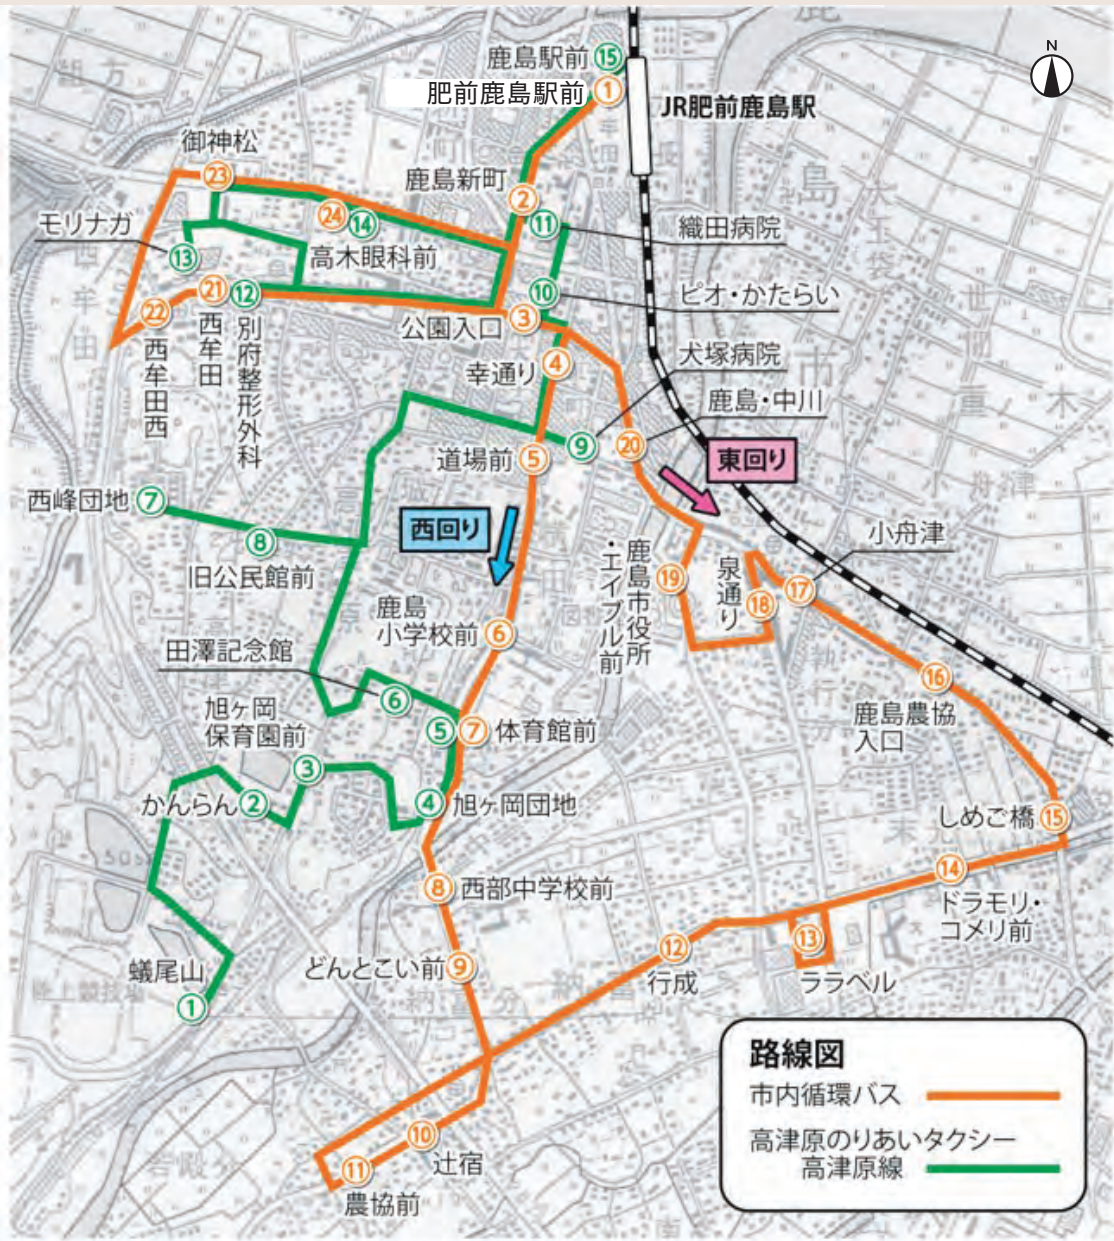 N
鹿島駅前 ⑮
肥前鹿島駅前 ①
JR肥前鹿島駅
御神松
㉓
鹿島新町
②
㉔ ⑭
高木眼科前
モリナガ
⑬
⑪
織田病院
⑩
ピオ・かたらい
㉑ ⑫
㉒
西牟田
西牟田西
別府整形外科
公園入口 ③
幸通り ④
犬塚病院
⑨
鹿島・中川
⑳
道場前 ⑤
東回り
西回り
西峰団地 ⑦
⑧
旧公民館前
小舟津
⑰
鹿島市役所
・エイブル前
⑲
泉通り
⑱
鹿島
小学校前 ⑥
田澤記念館
⑥
⑯
鹿島農協
入口
旭ヶ岡
保育園前
③
⑤ ⑦ 体育館前
かんらん ②
④ 旭ヶ岡団地
しめご橋 ⑮
⑧ 西部中学校前
⑭
ドラモリ・
コメリ前
蟻尾山
①
どんとこい前 ⑨
⑫
行成
⑬
ララベル
⑩
辻宿
⑪
農協前
路線図
市内循環バス
高津原のりあいタクシー
高津原線